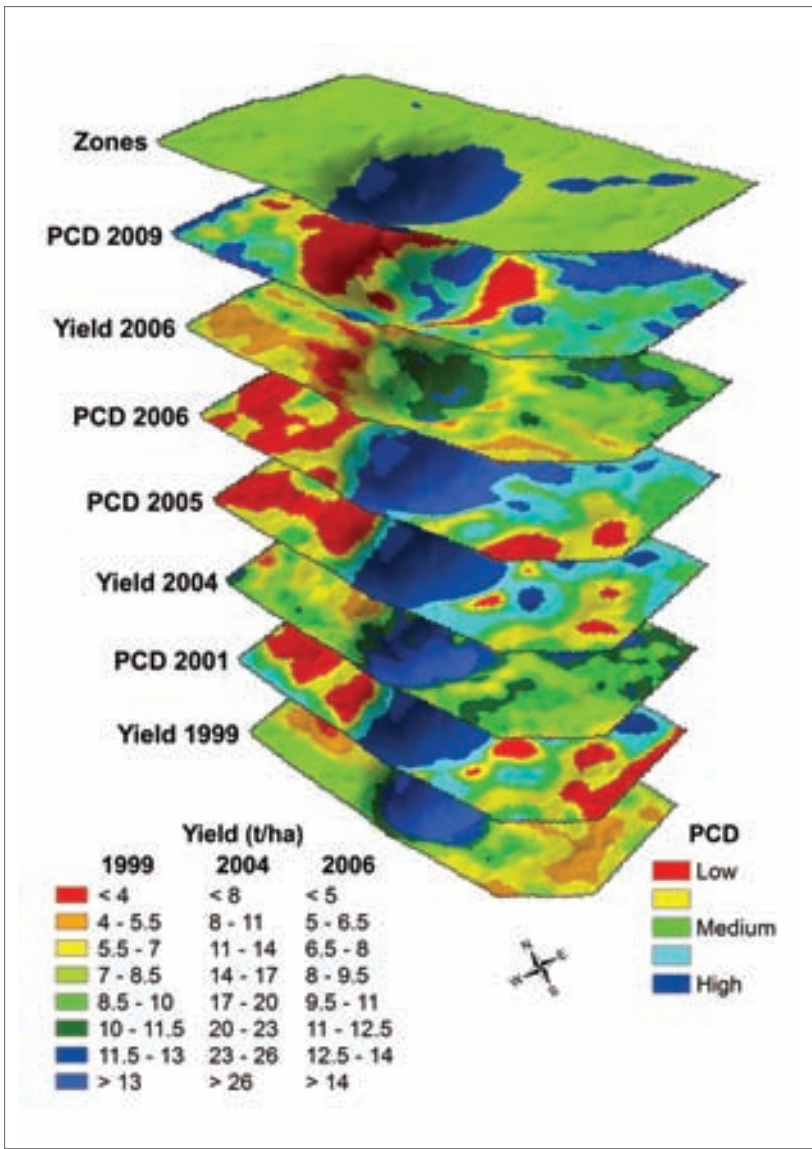 Zones
PCD 2009
Yield 2006
PCD 2006
PCD 2005
Yield 2004
PCD 2001
Yield 1999
Yield (t/ha)
1999 2004 2006
< 4 < 8 < 5
4 - 5.5 8 - 11 5 - 6.5
5.5 - 7 11 - 14 6.5 - 8
7 - 8.5 14 - 17 8 - 9.5
8.5 - 10 17 - 20 9.5 - 11
10 - 11.5 20 - 23 11 - 12.5
11.5 - 13 23 - 26 12.5 - 14
> 13 > 26 > 14
PCD
Low
Medium
High
N
E
W
S